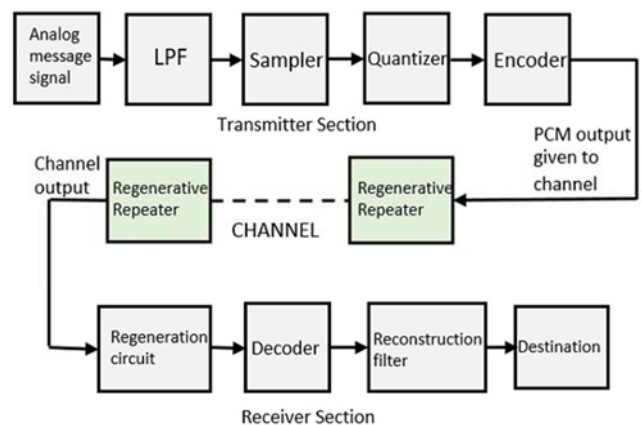 Analog
message
signal
LPF
Sampler
Quantizer
Encoder
Transmitter Section
PCM output
given to
channel
Channel
output
Regenerative
Repeater
CHANNEL
Regenerative
Repeater
Regeneration
circuit
Decoder
Reconstruction
filter
Destination
Receiver Section